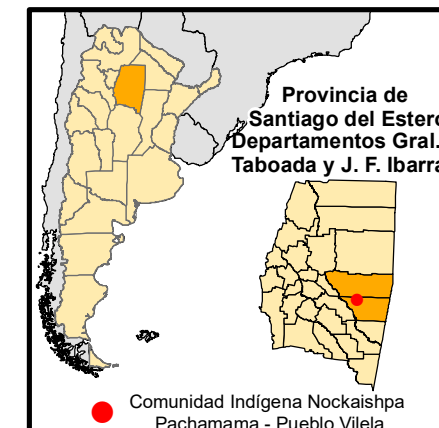 Provincia de
Santiago del Estero
Departamentos Gral.
Taboada y J. F. Ibarra
Comunidad Indígena Nockaishpa
Pachamama - Pueblo Vilela